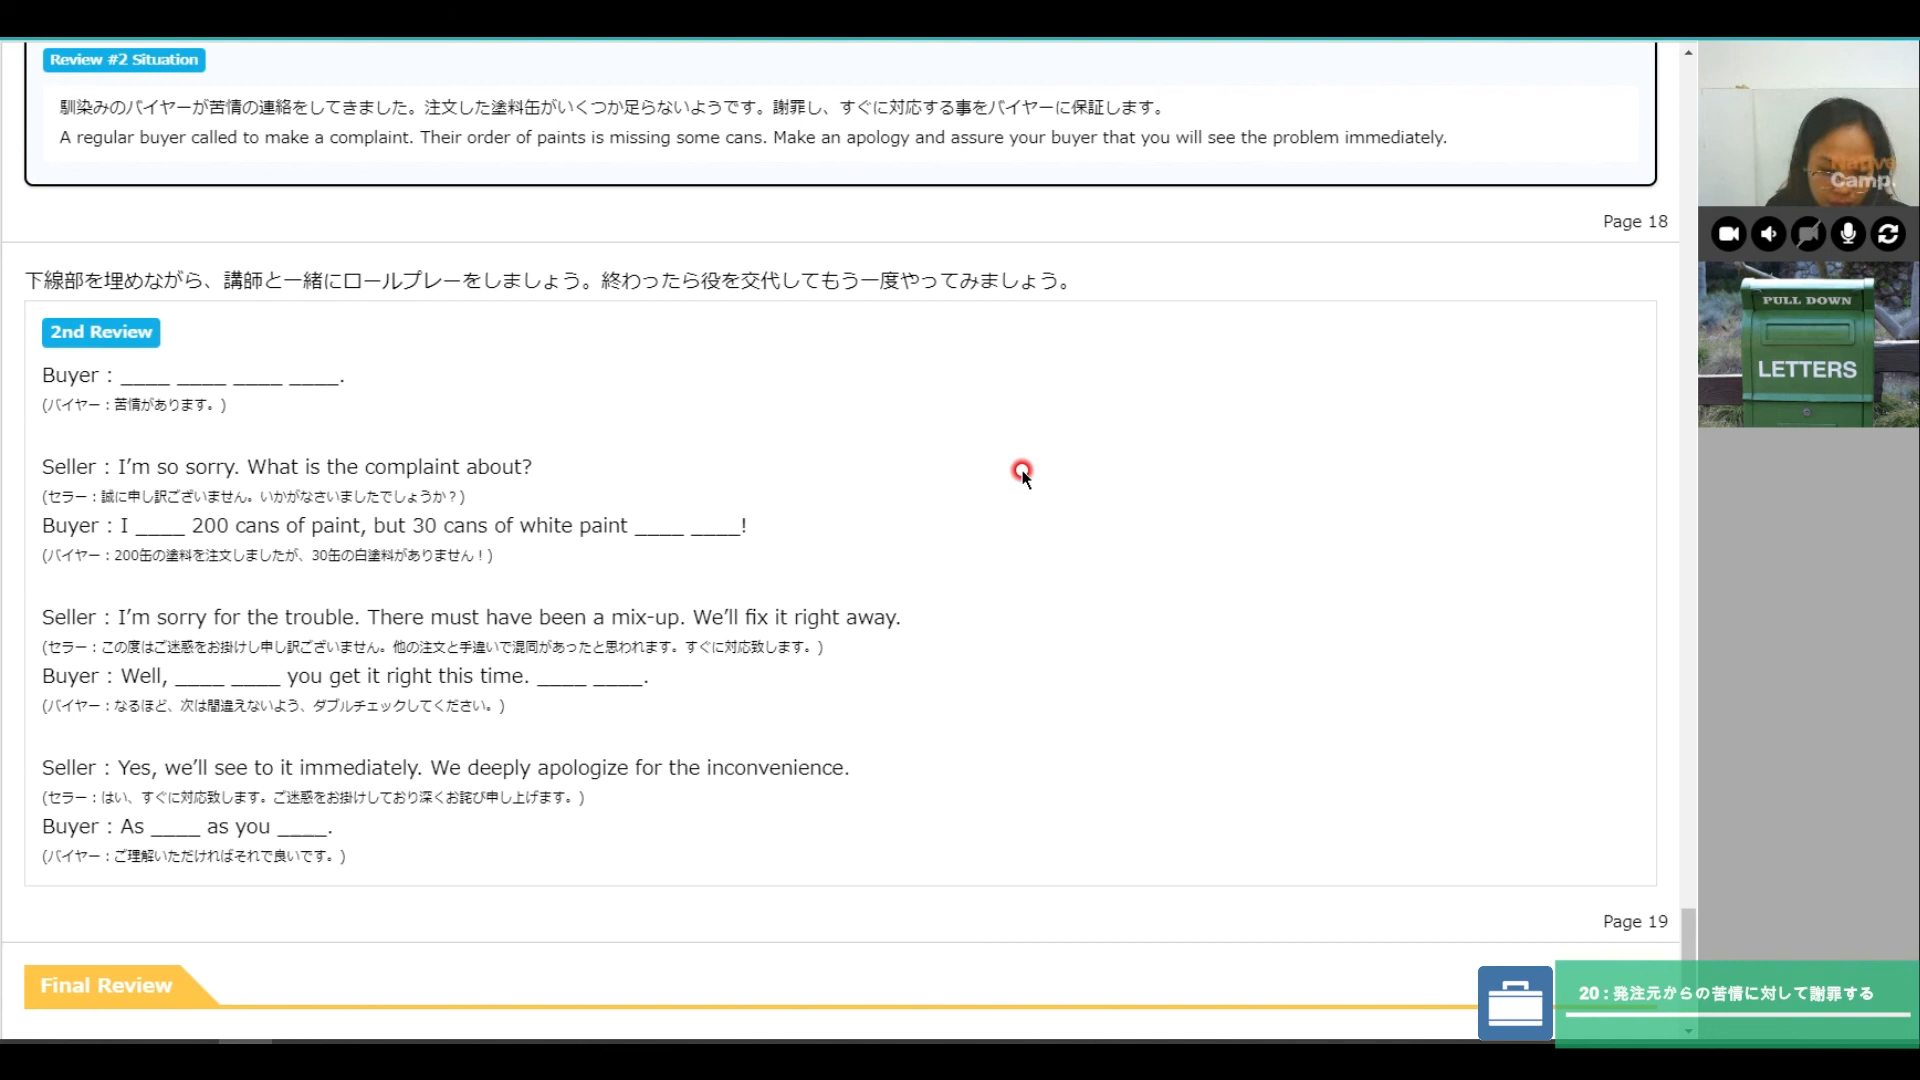 Review #2 Situation
馴染みのバイヤーが苦情の連絡をしてきました。注文した塗料缶がいくつか足らないようです。謝罪し、すぐに対応する事をバイヤーに保証します。
A regular buyer called to make a complaint. Their order of paints is missing some cans. Make an apology and assure your buyer that you will see the problem immediately.
Page 18
下線部を埋めながら、講師と一緒にロールプレーをしましょう。終わったら役を交代してもう一度やってみましょう。
2nd Review
Buyer : ____ ____ ____ ____.
(バイヤー : 苦情があります。)
Seller : I’m so sorry. What is the complaint about?
(セラー : 誠に申し訳ございません。いかがなさいましたでしょうか？)
Buyer : I ____ 200 cans of paint, but 30 cans of white paint ____ ____!
(バイヤー : 200缶の塗料を注文しましたが、30缶の白塗料がありません！)
Seller : I’m sorry for the trouble. There must have been a mix-up. We’ll fix it right away.
(セラー : この度はご迷惑をお掛けし申し訳ございません。他の注文と手違いで混同があったと思われます。すぐに対応致します。)
Buyer : Well, ____ ____ you get it right this time. ____ ____.
(バイヤー : なるほど、次は間違えないよう、ダブルチェックしてください。)
Seller : Yes, we’ll see to it immediately. We deeply apologize for the inconvenience.
(セラー : はい、すぐに対応致します。ご迷惑をお掛けしており深くお詫び申し上げます。)
Buyer : As ____ as you ____.
(バイヤー : ご理解いただければそれで良いです。)
Page 19
Final Review
20 : 発注元からの苦情に対して謝罪する
Native
Camp.
PULL DOWN
LETTERS